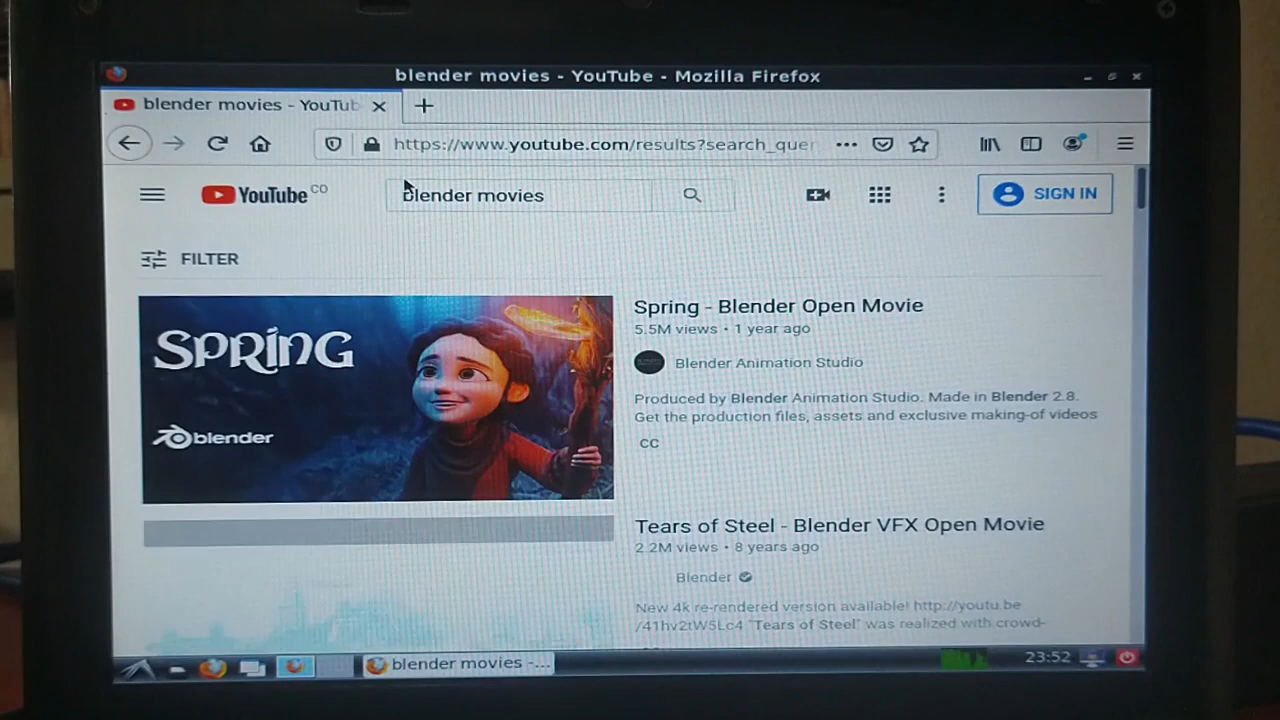 blender movies - YouTube - Mozilla Firefox
blender movies - YouTub
https://www.youtube.com/results?search_quer
YouTube CO
blender movies
SIGN IN
FILTER
SPRING
blender
Spring - Blender Open Movie
5.5M views • 1 year ago
Blender Animation Studio
Produced by Blender Animation Studio. Made in Blender 2.8.
Get the production files, assets and exclusive making-of videos
CC
Tears of Steel - Blender VFX Open Movie
2.2M views • 8 years ago
Blender
New 4k re-rendered version available! http://youtu.be
/41hv2tW5Lc4 "Tears of Steel" was realized with crowd-
blender movies -...
23:52